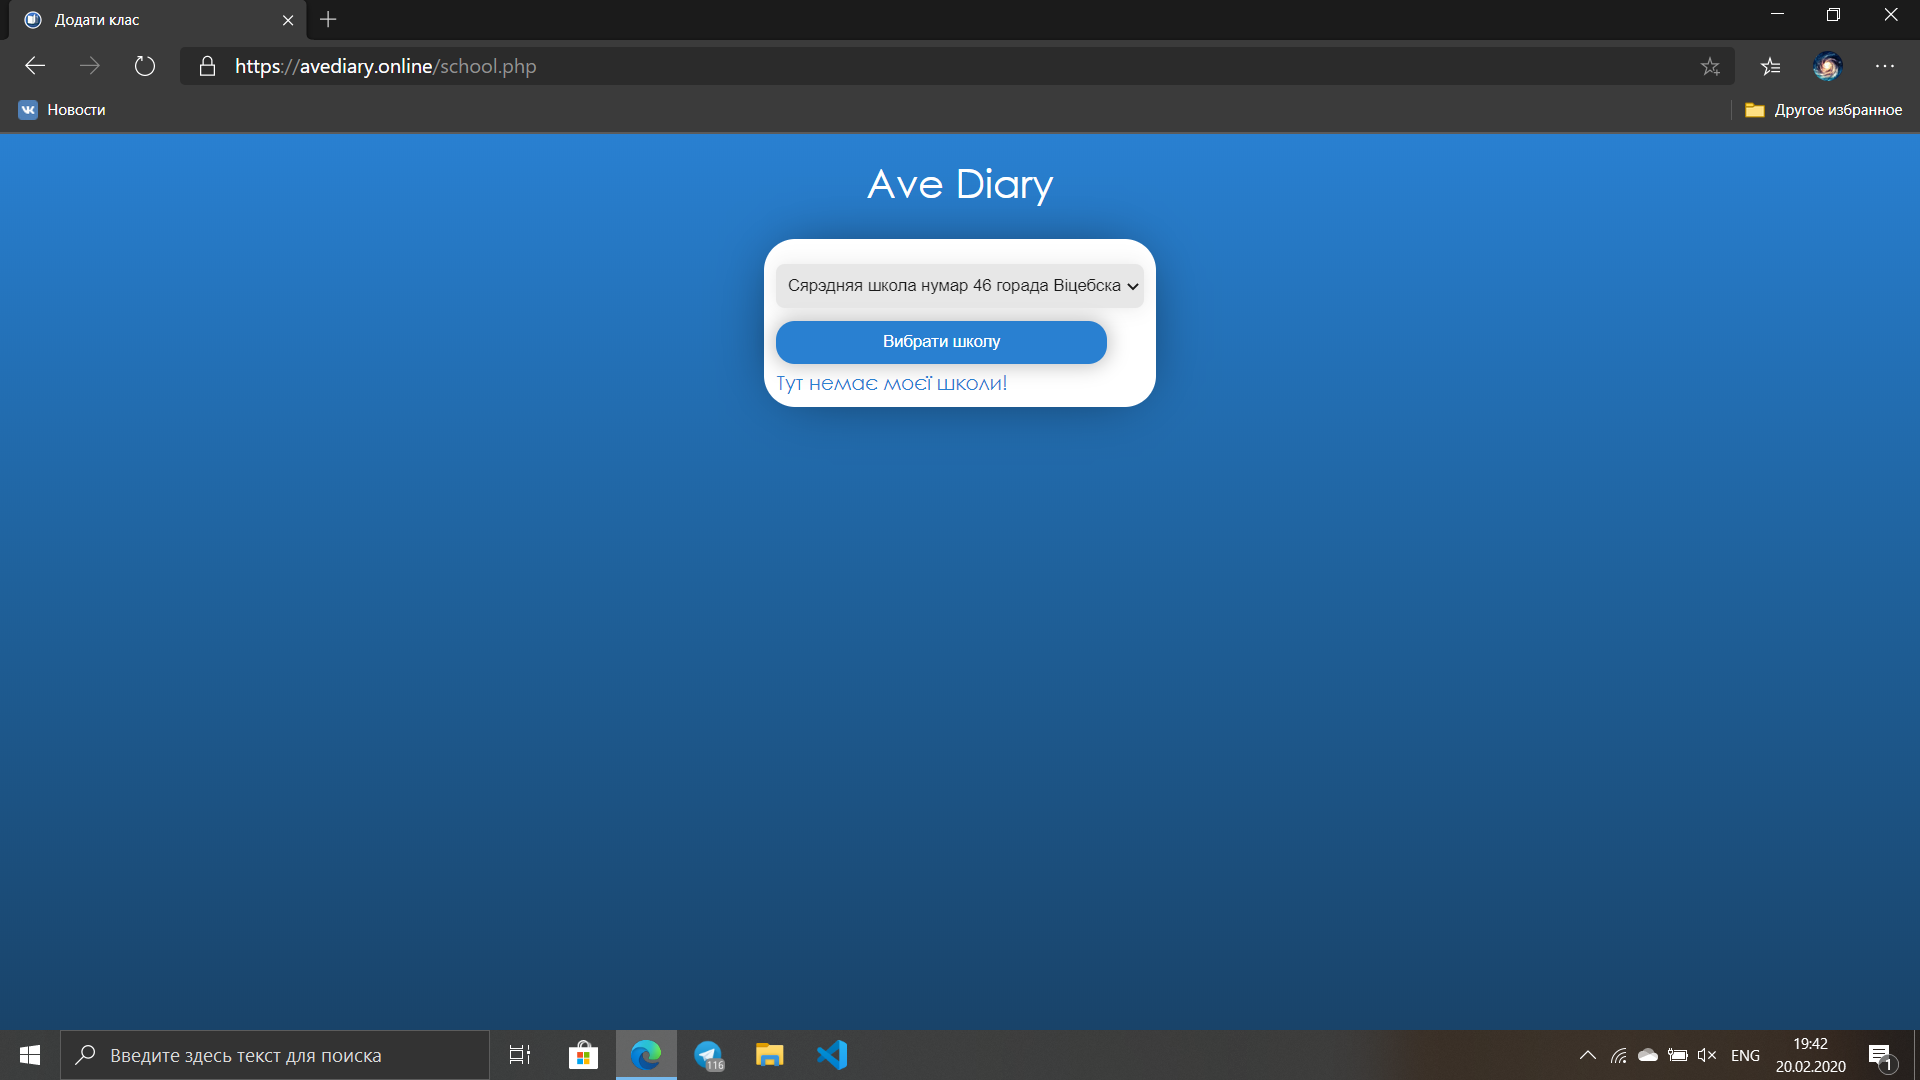 Додати клас
https://avediary.online/school.php
Новости
Другое избранное
Ave Diary
Сярэдняя школа нумар 46 горада Віцебска
Вибрати школу
Тут немає моєї школи!
Введите здесь текст для поиска
116
ENG
19:42
20.02.2020
1